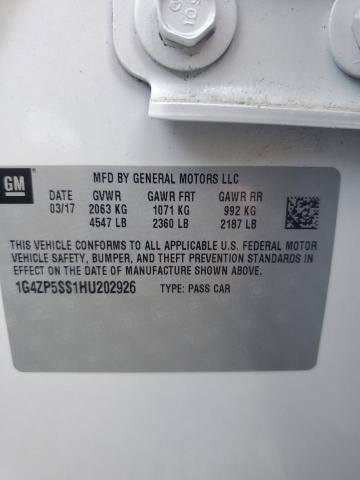 GM
MFD BY GENERAL MOTORS LLC
DATE GVWR GAWR FRT GAWR RR
03/17 2063 KG 1071 KG 992 KG
4547 LB 2360 LB 2187 LB
THIS VEHICLE CONFORMS TO ALL APPLICABLE U.S. FEDERAL MOTOR
VEHICLE SAFETY, BUMPER, AND THEFT PREVENTION STANDARDS IN
EFFECT ON THE DATE OF MANUFACTURE SHOWN ABOVE.
1G4ZP5SS1HU202926 TYPE: PASS CAR